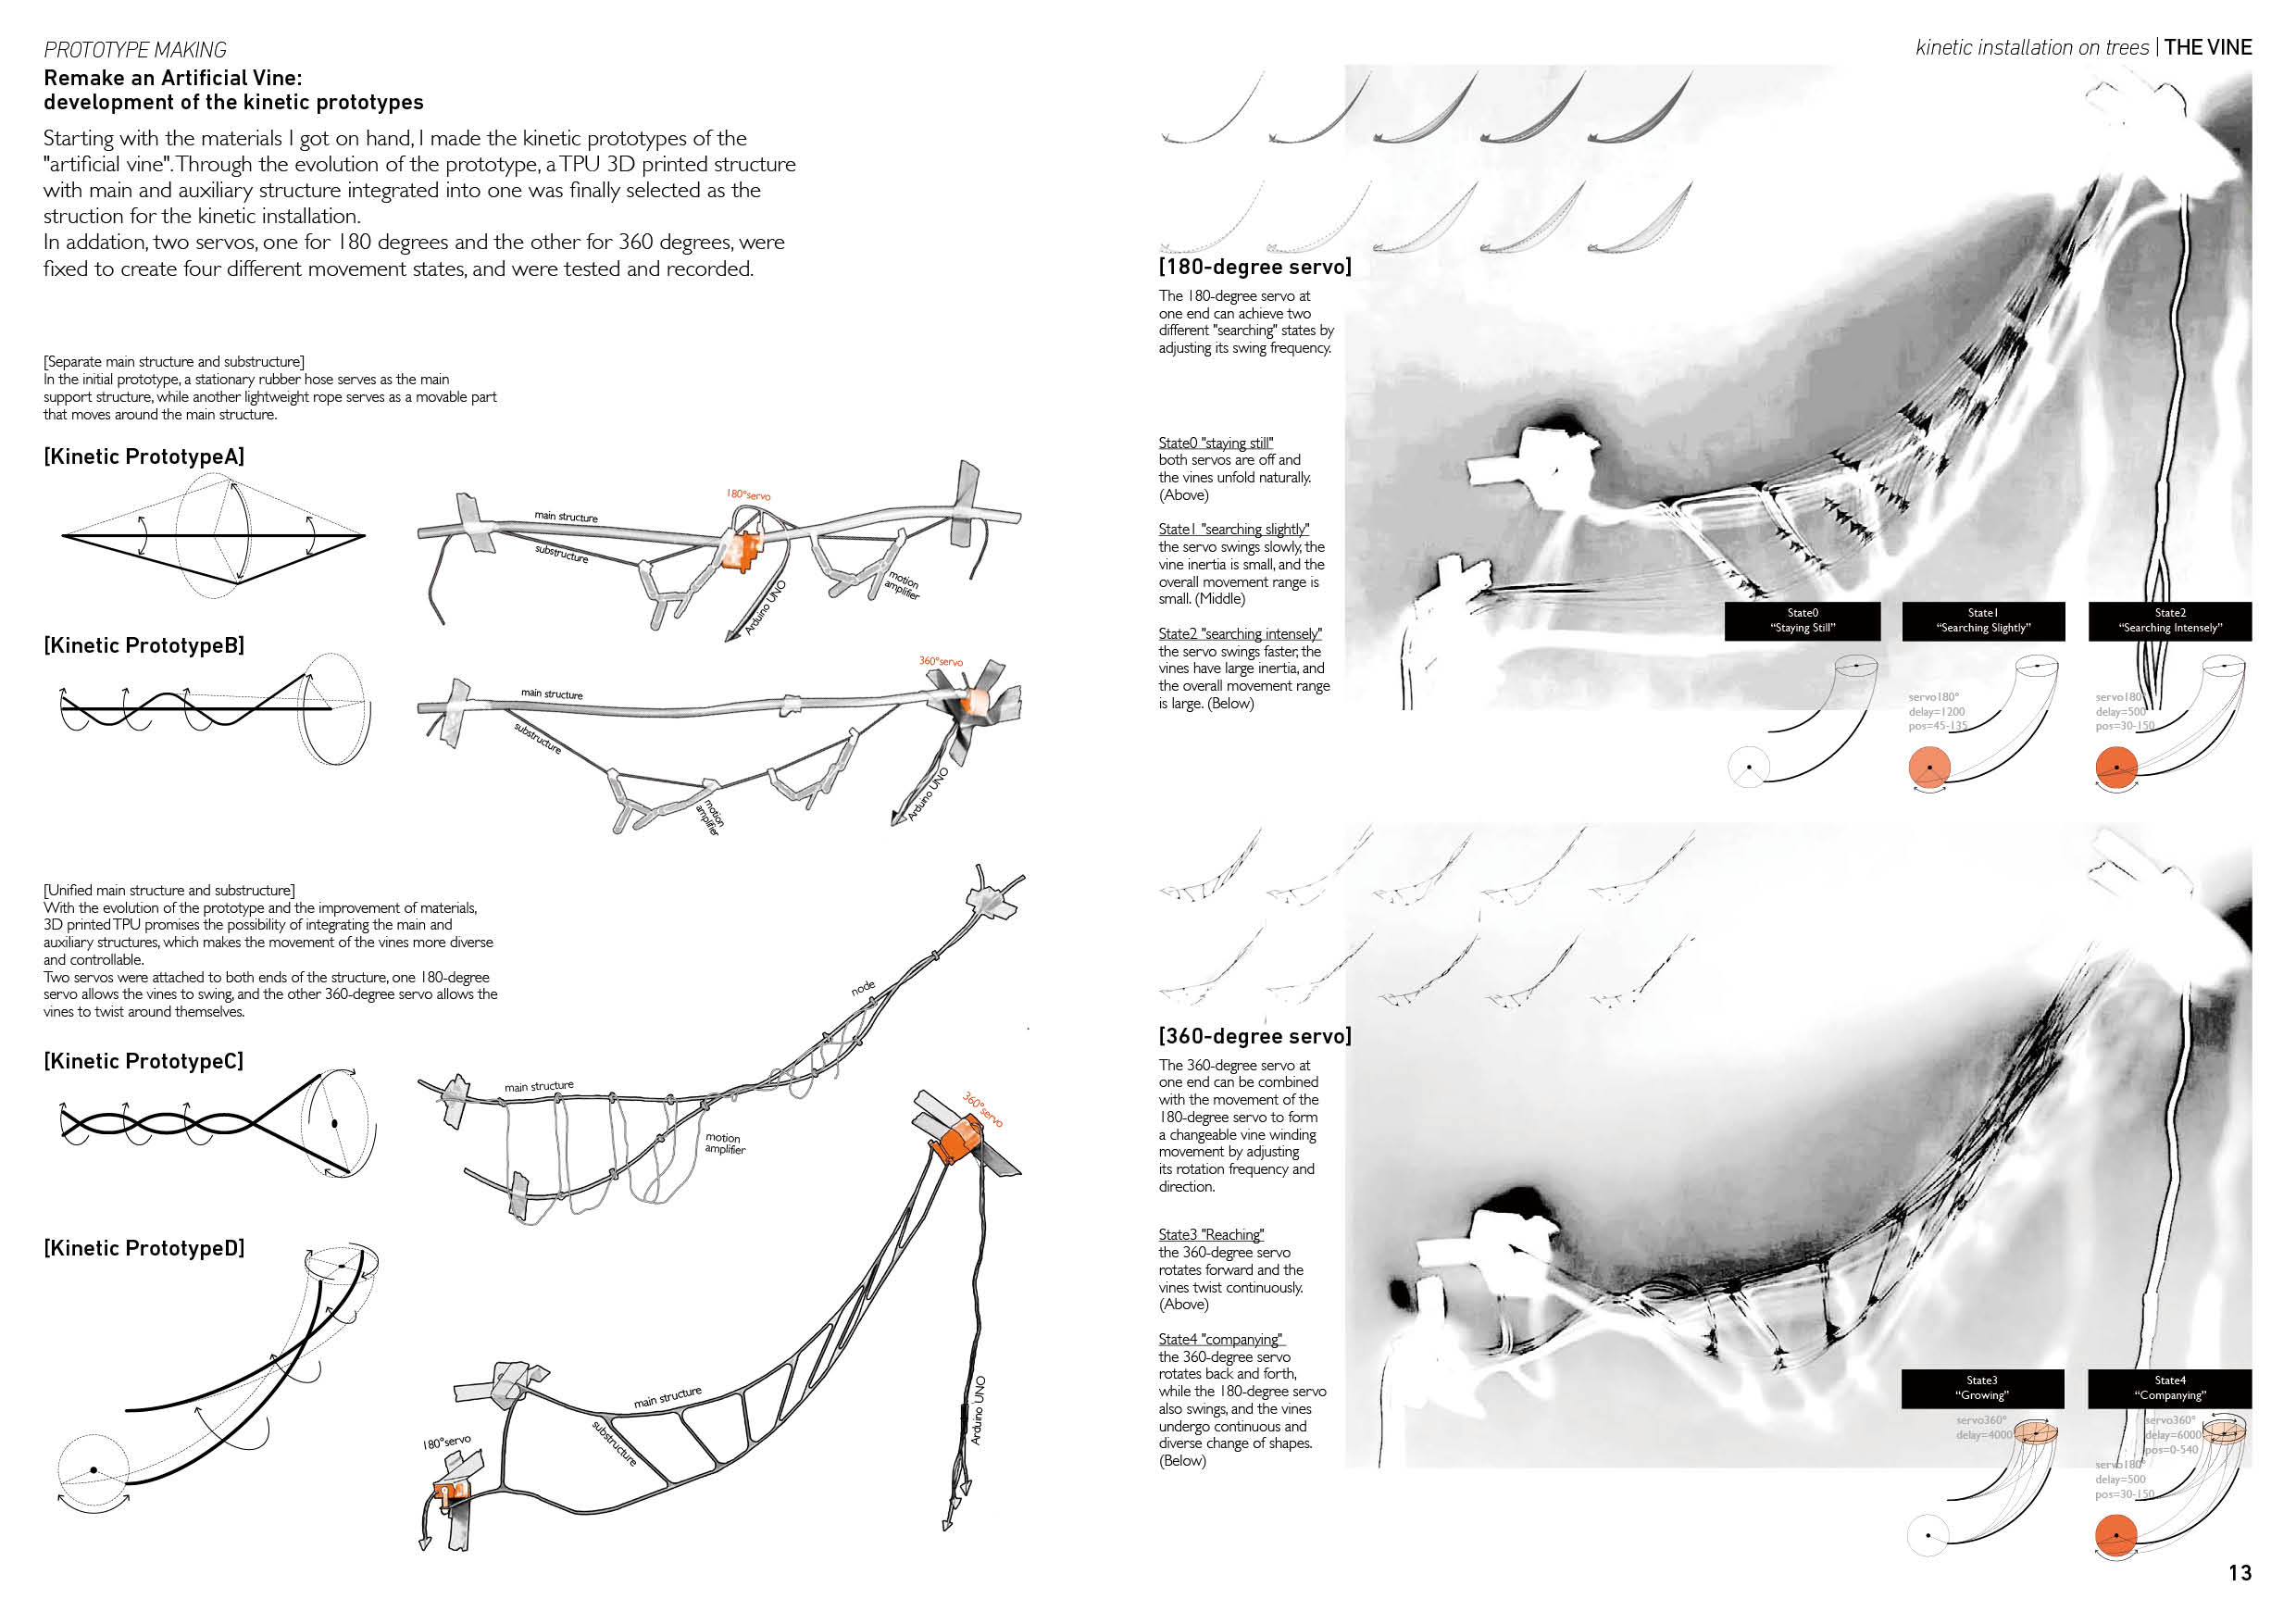 PROTOTYPE MAKING
Remake an Artificial Vine:
development of the kinetic prototypes
Starting with the materials I got on hand, I made the kinetic prototypes of the
"artificial vine". Through the evolution of the prototype, a TPU 3D printed structure
with main and auxiliary structure integrated into one was finally selected as the
struction for the kinetic installation.
In addation, two servos, one for 180 degrees and the other for 360 degrees, were
fixed to create four different movement states, and were tested and recorded.
[Separate main structure and substructure]
In the initial prototype, a stationary rubber hose serves as the main
support structure, while another lightweight rope serves as a movable part
that moves around the main structure.
[Kinetic PrototypeA]
180°servo
main structure
substructure
motion
amplifier
Arduino UNO
[Kinetic PrototypeB]
360°servo
main structure
substructure
motion
amplifier
Arduino UNO
[Unified main structure and substructure]
With the evolution of the prototype and the improvement of materials,
3D printed TPU promises the possibility of integrating the main and
auxiliary structures, which makes the movement of the vines more diverse
and controllable.
Two servos were attached to both ends of the structure, one 180-degree
servo allows the vines to swing, and the other 360-degree servo allows the
vines to twist around themselves.
[Kinetic PrototypeC]
node
main structure
motion
amplifier
[Kinetic PrototypeD]
360°servo
main structure
substructure
180°servo
Arduino UNO
kinetic installation on trees | THE VINE
[180-degree servo]
The 180-degree servo at
one end can achieve two
different "searching" states by
adjusting its swing frequency.
State0 "staying still"
both servos are off and
the vines unfold naturally.
(Above)
State1 "searching slightly"
the servo swings slowly, the
vine inertia is small, and the
overall movement range is
small. (Middle)
State2 "searching intensely"
the servo swings faster, the
vines have large inertia, and
the overall movement range
is large. (Below)
State0
“Staying Still”
State1
“Searching Slightly”
State2
“Searching Intensely”
servo180°
delay=1200
pos=45-135
servo180°
delay=500
pos=30-150
[360-degree servo]
The 360-degree servo at
one end can be combined
with the movement of the
180-degree servo to form
a changeable vine winding
movement by adjusting
its rotation frequency and
direction.
State3 "Reaching"
the 360-degree servo
rotates forward and the
vines twist continuously.
(Above)
State4 "companying"
the 360-degree servo
rotates back and forth,
while the 180-degree servo
also swings, and the vines
undergo continuous and
diverse change of shapes.
(Below)
State3
“Growing”
State4
“Companying”
servo360°
delay=4000
servo360°
delay=6000
pos=0-540
servo180°
delay=500
pos=30-150
13